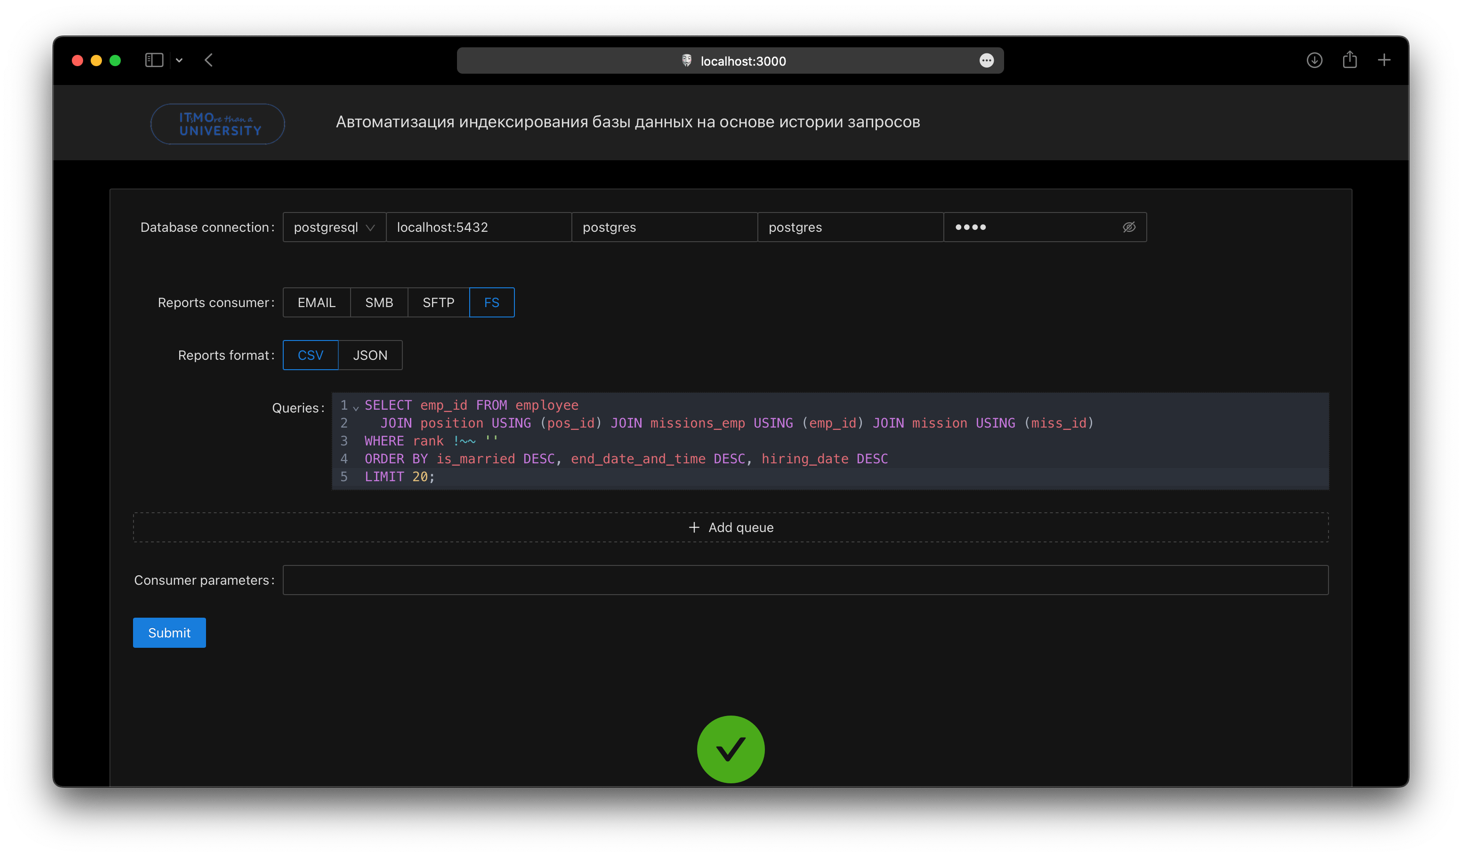 localhost:3000
ITMOre than a
UNIVERSITY
Автоматизация индексирования базы данных на основе истории запросов
Database connection: postgresql localhost:5432 postgres postgres ••••
Reports consumer: EMAIL SMB SFTP FS
Reports format: CSV JSON
Queries:
1 SELECT emp_id FROM employee
2 JOIN position USING (pos_id) JOIN missions_emp USING (emp_id) JOIN mission USING (miss_id)
3 WHERE rank !~~ ''
4 ORDER BY is_married DESC, end_date_and_time DESC, hiring_date DESC
5 LIMIT 20;
+ Add queue
Consumer parameters:
Submit